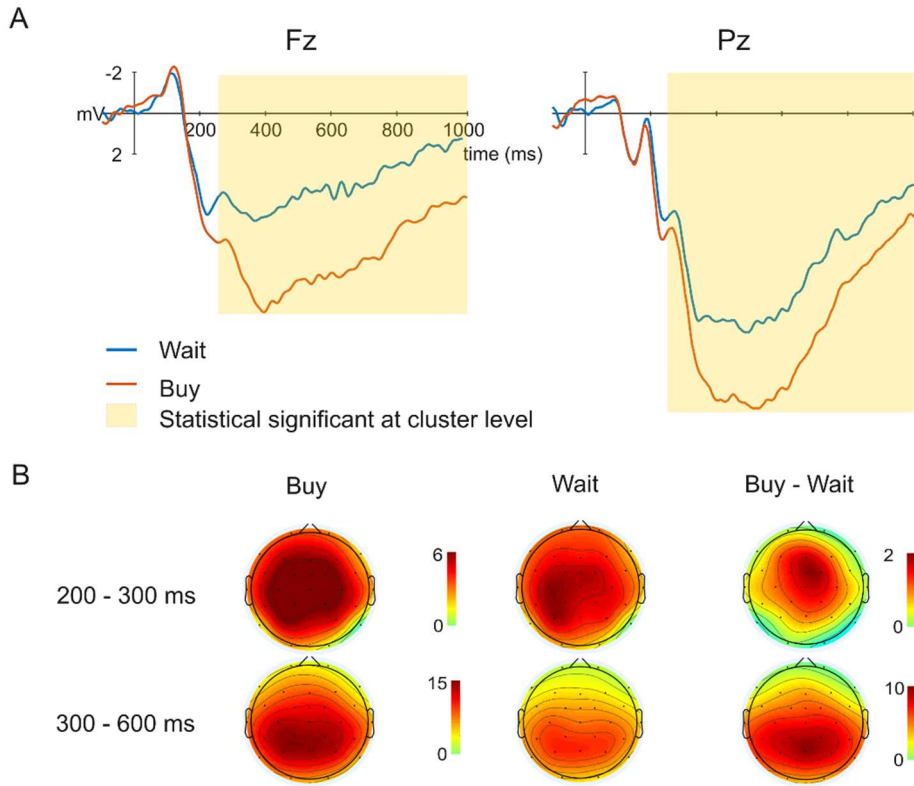 A
Fz
Pz
-2
mV
200 400 600 800 1000
2
time (ms)
Wait
Buy
Statistical significant at cluster level
B
Buy Wait Buy - Wait
200 - 300 ms
6
0
2
0
300 - 600 ms
15
0
10
0